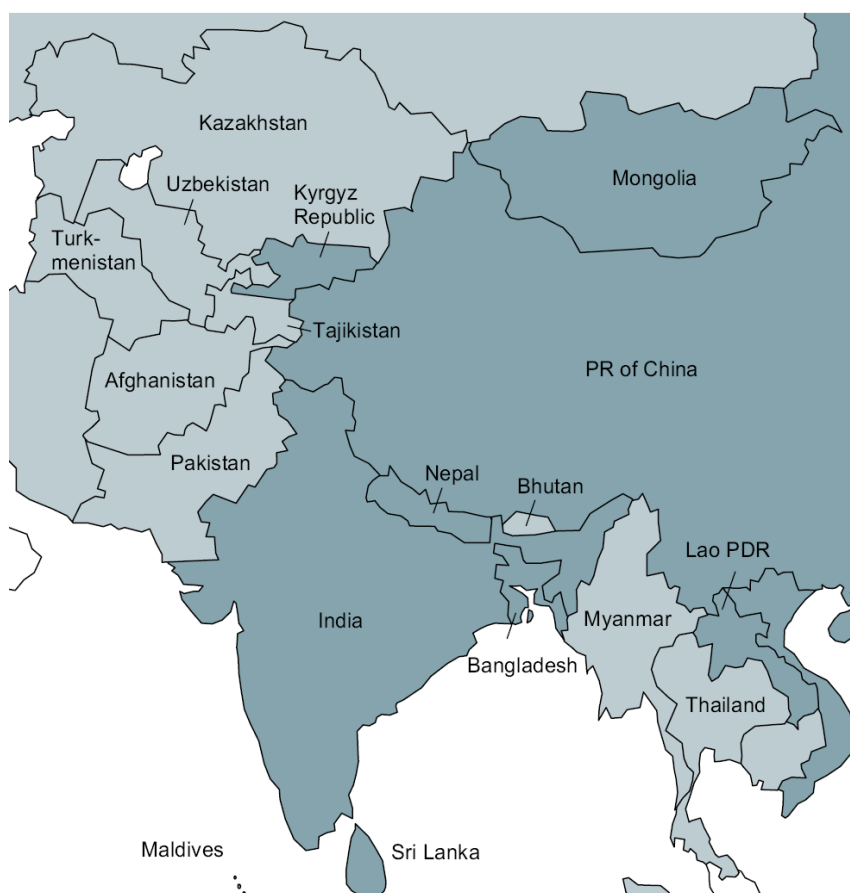 Kazakhstan
Uzbekistan
Kyrgyz
Republic
Mongolia
Turk-
menistan
Tajikistan
PR of China
Afghanistan
Pakistan
Nepal
Bhutan
Lao PDR
India
Myanmar
Bangladesh
Thailand
Maldives
Sri Lanka